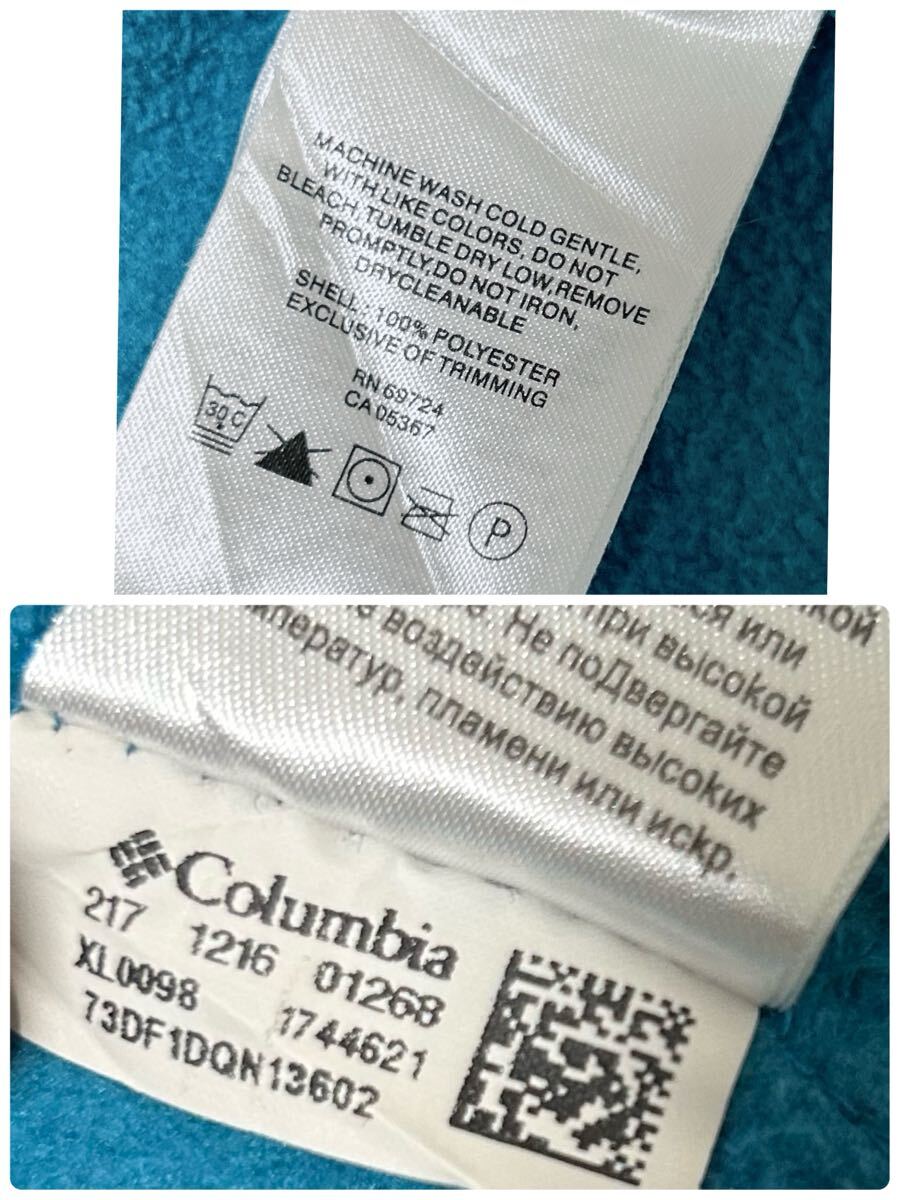 MACHINE WASH COLD GENTLE,
WITH LIKE COLORS, DO NOT
BLEACH,TUMBLE DRY LOW,REMOVE
PROMPTLY,DO NOT IRON,
DRYCLEANABLE
SHELL : 100% POLYESTER
EXCLUSIVE OF TRIMMING
RN 69724
CA 05367
30 C
P
или
При высокой
Не поДвергайте
воздействию высоких
температур, пламени или искр.
Columbia
217 1216 01268
XL0098 1744621
73DF1DQN13602